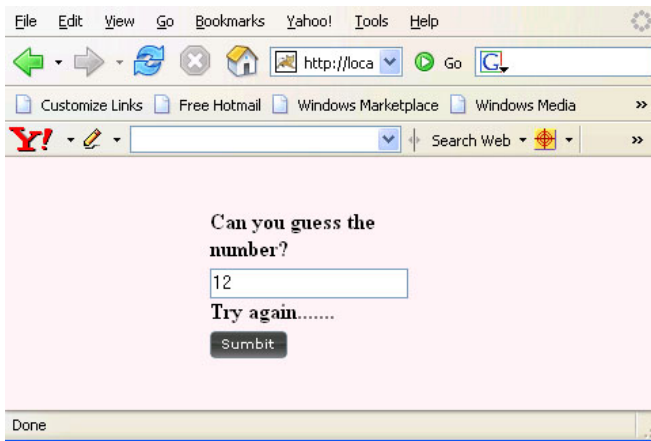 File Edit View Go Bookmarks Yahoo! Tools Help
http://loca Go G
Customize Links Free Hotmail Windows Marketplace Windows Media »
Y! Search Web »
Can you guess the
number?
12
Try again.......
Sumbit
Done